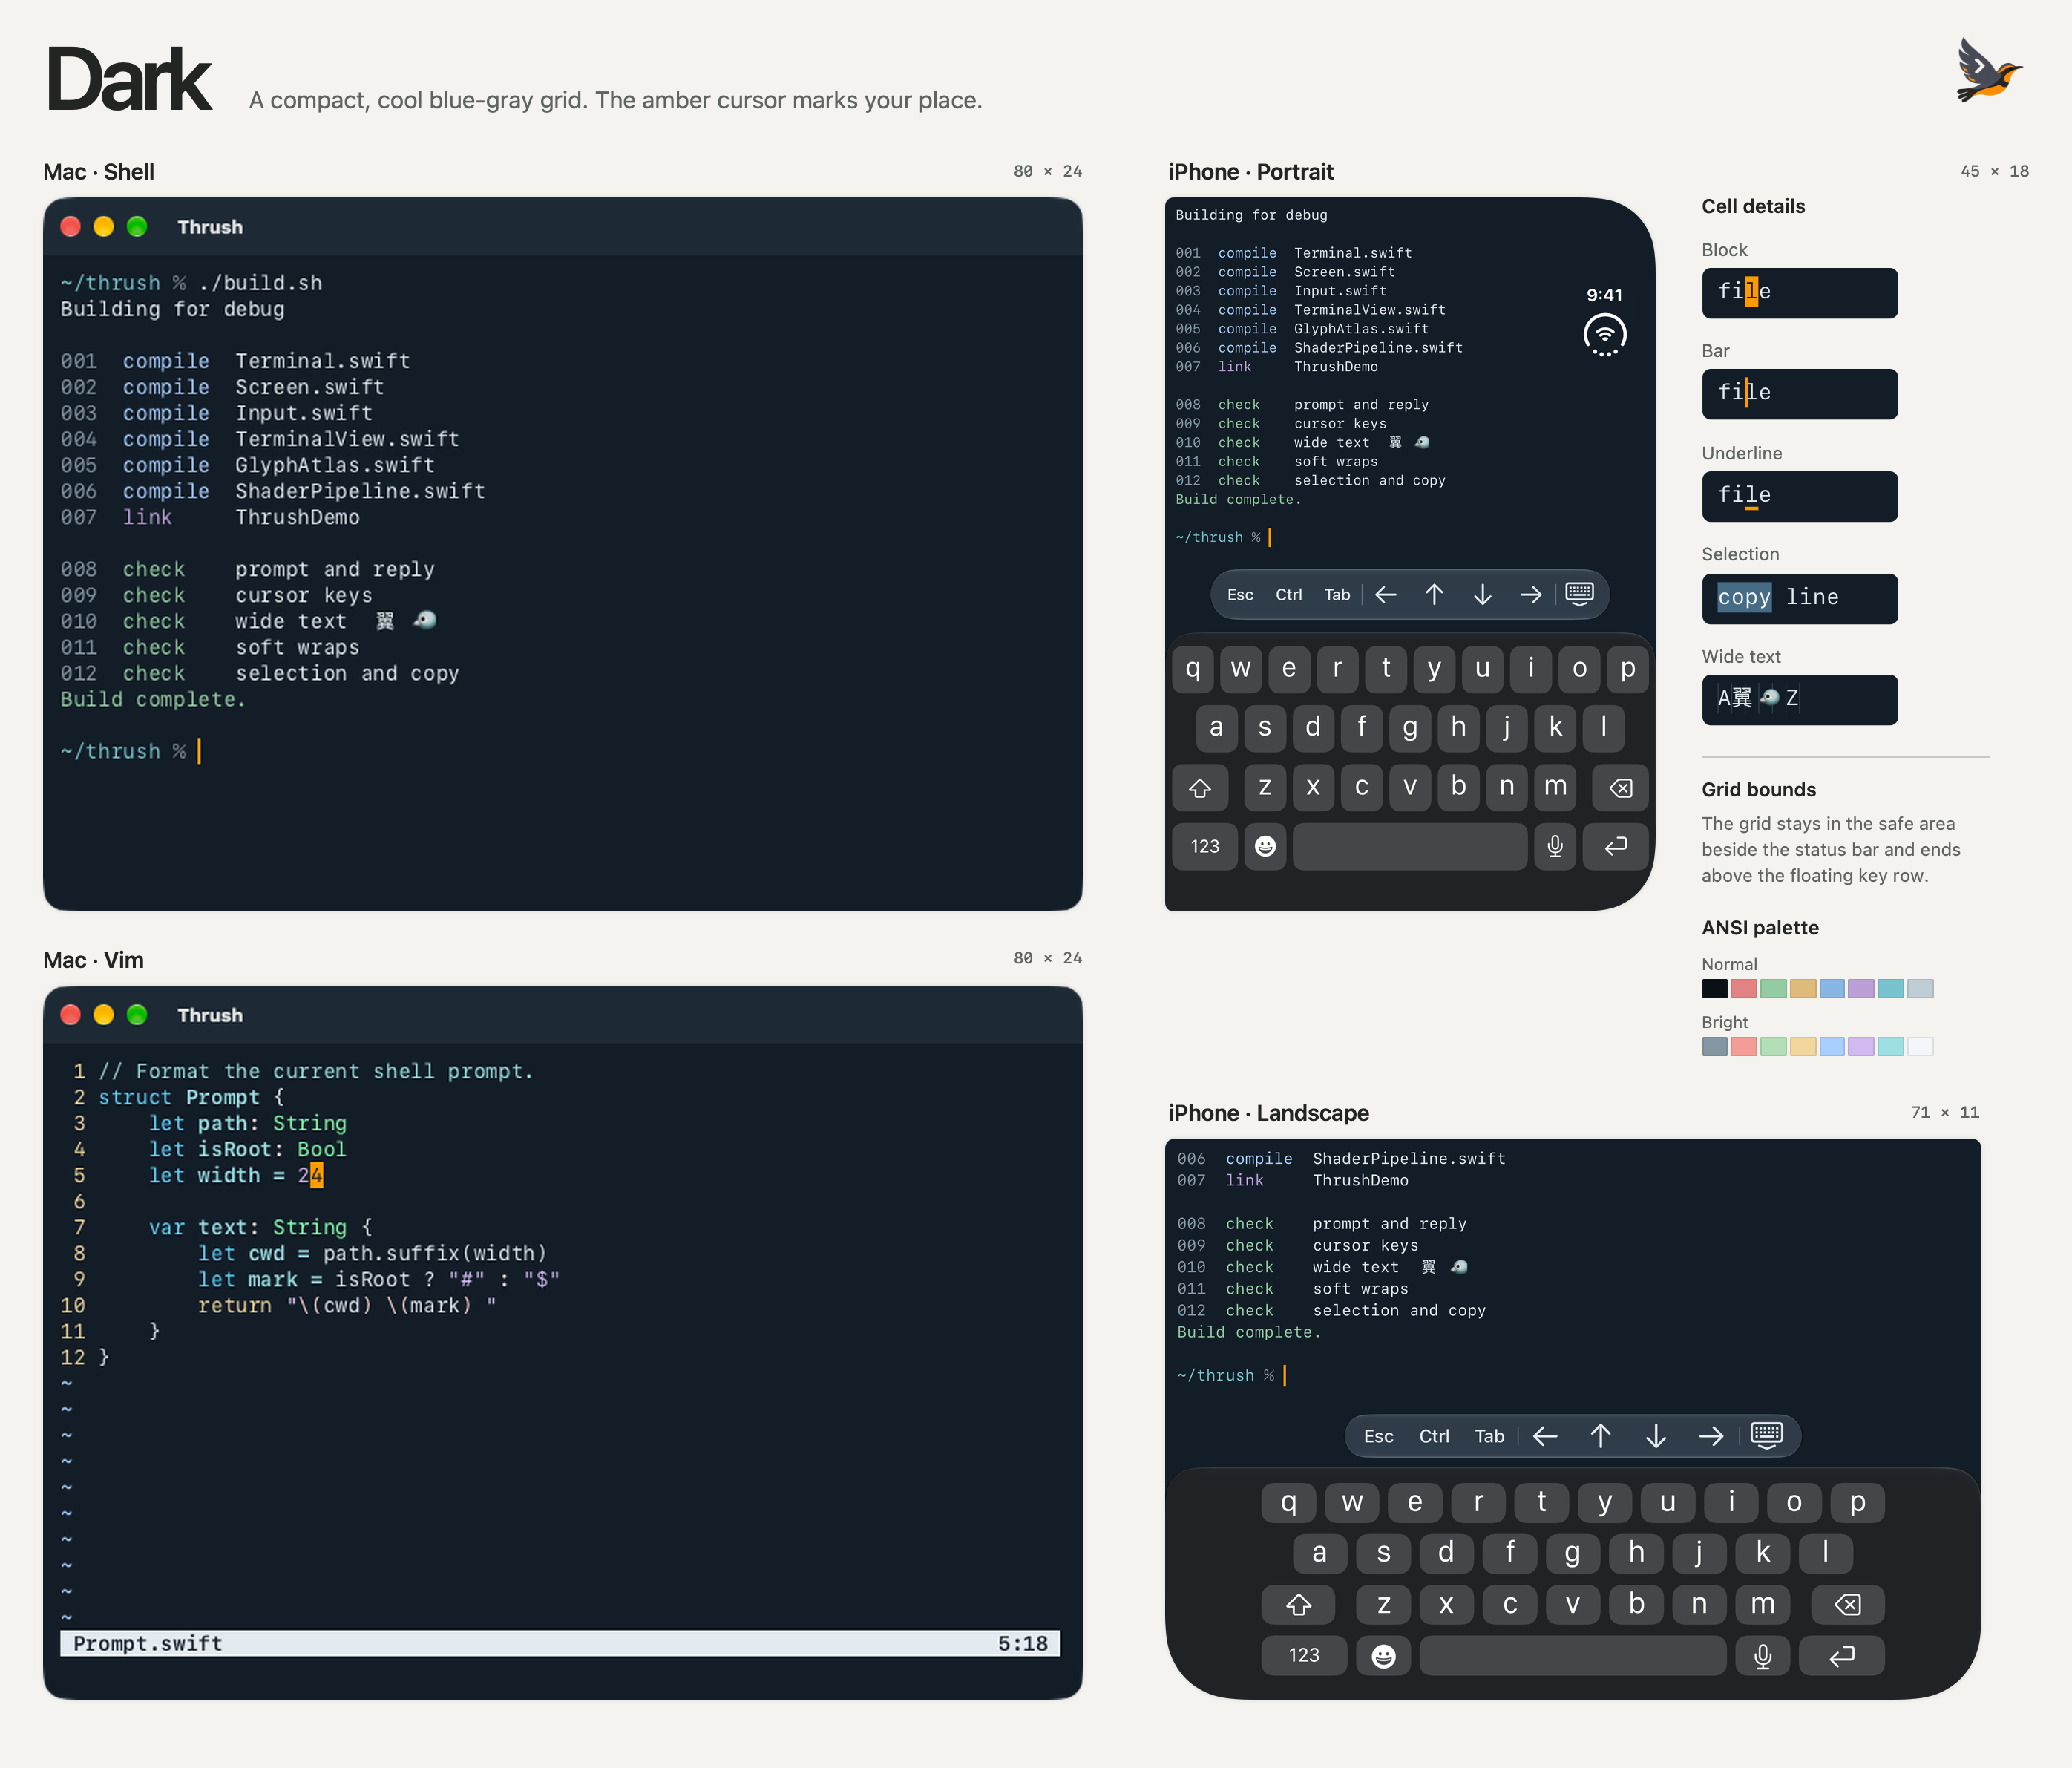 Dark
A compact, cool blue-gray grid. The amber cursor marks your place.
Mac · Shell
80 × 24
Thrush
~/thrush % ./build.sh
Building for debug
001 compile Terminal.swift
002 compile Screen.swift
003 compile Input.swift
004 compile TerminalView.swift
005 compile GlyphAtlas.swift
006 compile ShaderPipeline.swift
007 link ThrushDemo
008 check prompt and reply
009 check cursor keys
010 check wide text 翼 🐦
011 check soft wraps
012 check selection and copy
Build complete.
~/thrush %
Mac · Vim
80 × 24
Thrush
1 // Format the current shell prompt.
2 struct Prompt {
3 let path: String
4 let isRoot: Bool
5 let width = 24
6
7 var text: String {
8 let cwd = path.suffix(width)
9 let mark = isRoot ? "#" : "$"
10 return "\(cwd) \(mark) "
11 }
12 }
~
~
~
~
~
~
~
~
~
~
Prompt.swift 5:18
iPhone · Portrait
45 × 18
Building for debug
001 compile Terminal.swift
002 compile Screen.swift
003 compile Input.swift
004 compile TerminalView.swift
005 compile GlyphAtlas.swift
006 compile ShaderPipeline.swift
007 link ThrushDemo
9:41
008 check prompt and reply
009 check cursor keys
010 check wide text 翼 🐦
011 check soft wraps
012 check selection and copy
Build complete.
~/thrush %
Esc Ctrl Tab ← ↑ ↓ →
q w e r t y u i o p
a s d f g h j k l
z x c v b n m
123
Cell details
Block
file
Bar
file
Underline
file
Selection
copy line
Wide text
A翼🐦Z
Grid bounds
The grid stays in the safe area
beside the status bar and ends
above the floating key row.
ANSI palette
Normal
Bright
iPhone · Landscape
71 × 11
006 compile ShaderPipeline.swift
007 link ThrushDemo
008 check prompt and reply
009 check cursor keys
010 check wide text 翼 🐦
011 check soft wraps
012 check selection and copy
Build complete.
~/thrush %
Esc Ctrl Tab ← ↑ ↓ →
q w e r t y u i o p
a s d f g h j k l
z x c v b n m
123